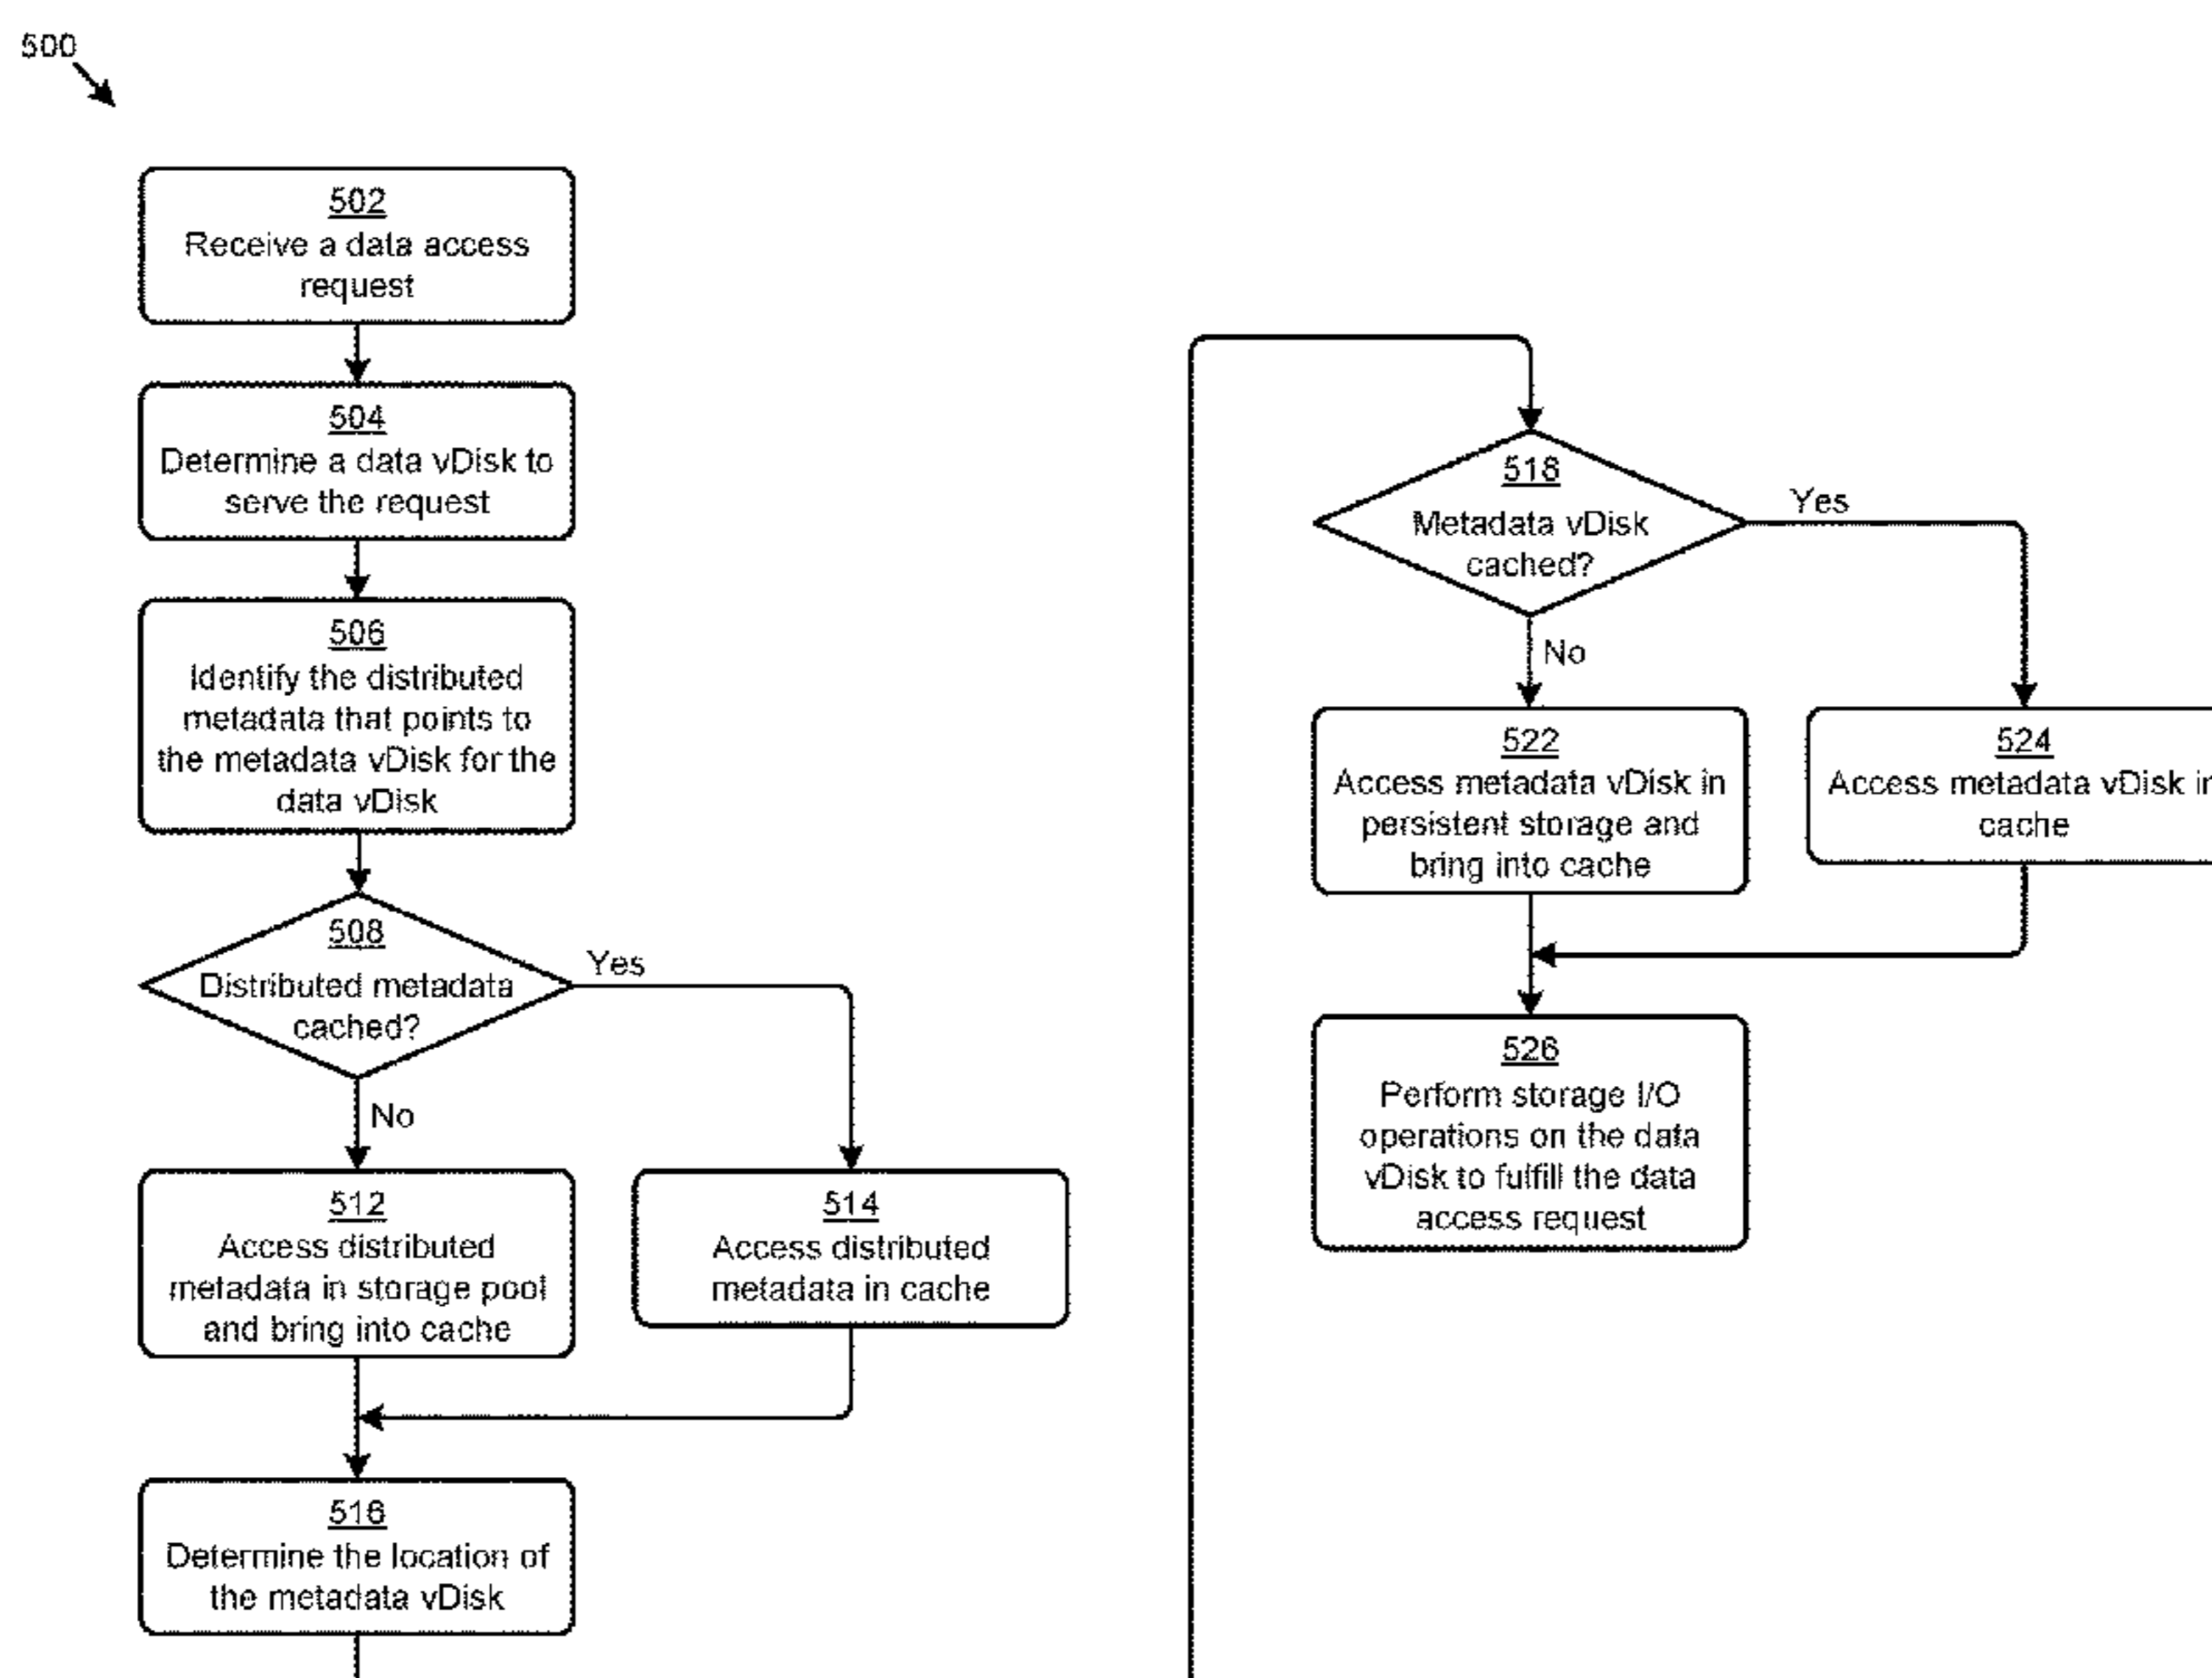 500
502
Receive a data access
request
504
Determine a data vDisk to
serve the request
506
Identify the distributed
metadata that points to
the metadata vDisk for the
data vDisk
508
Distributed metadata
cached?
Yes
No
512
Access distributed
metadata in storage pool
and bring into cache
514
Access distributed
metadata in cache
516
Determine the location of
the metadata vDisk
518
Metadata vDisk
cached?
Yes
No
522
Access metadata vDisk in
persistent storage and
bring into cache
524
Access metadata vDisk in
cache
526
Perform storage I/O
operations on the data
vDisk to fulfill the data
access request